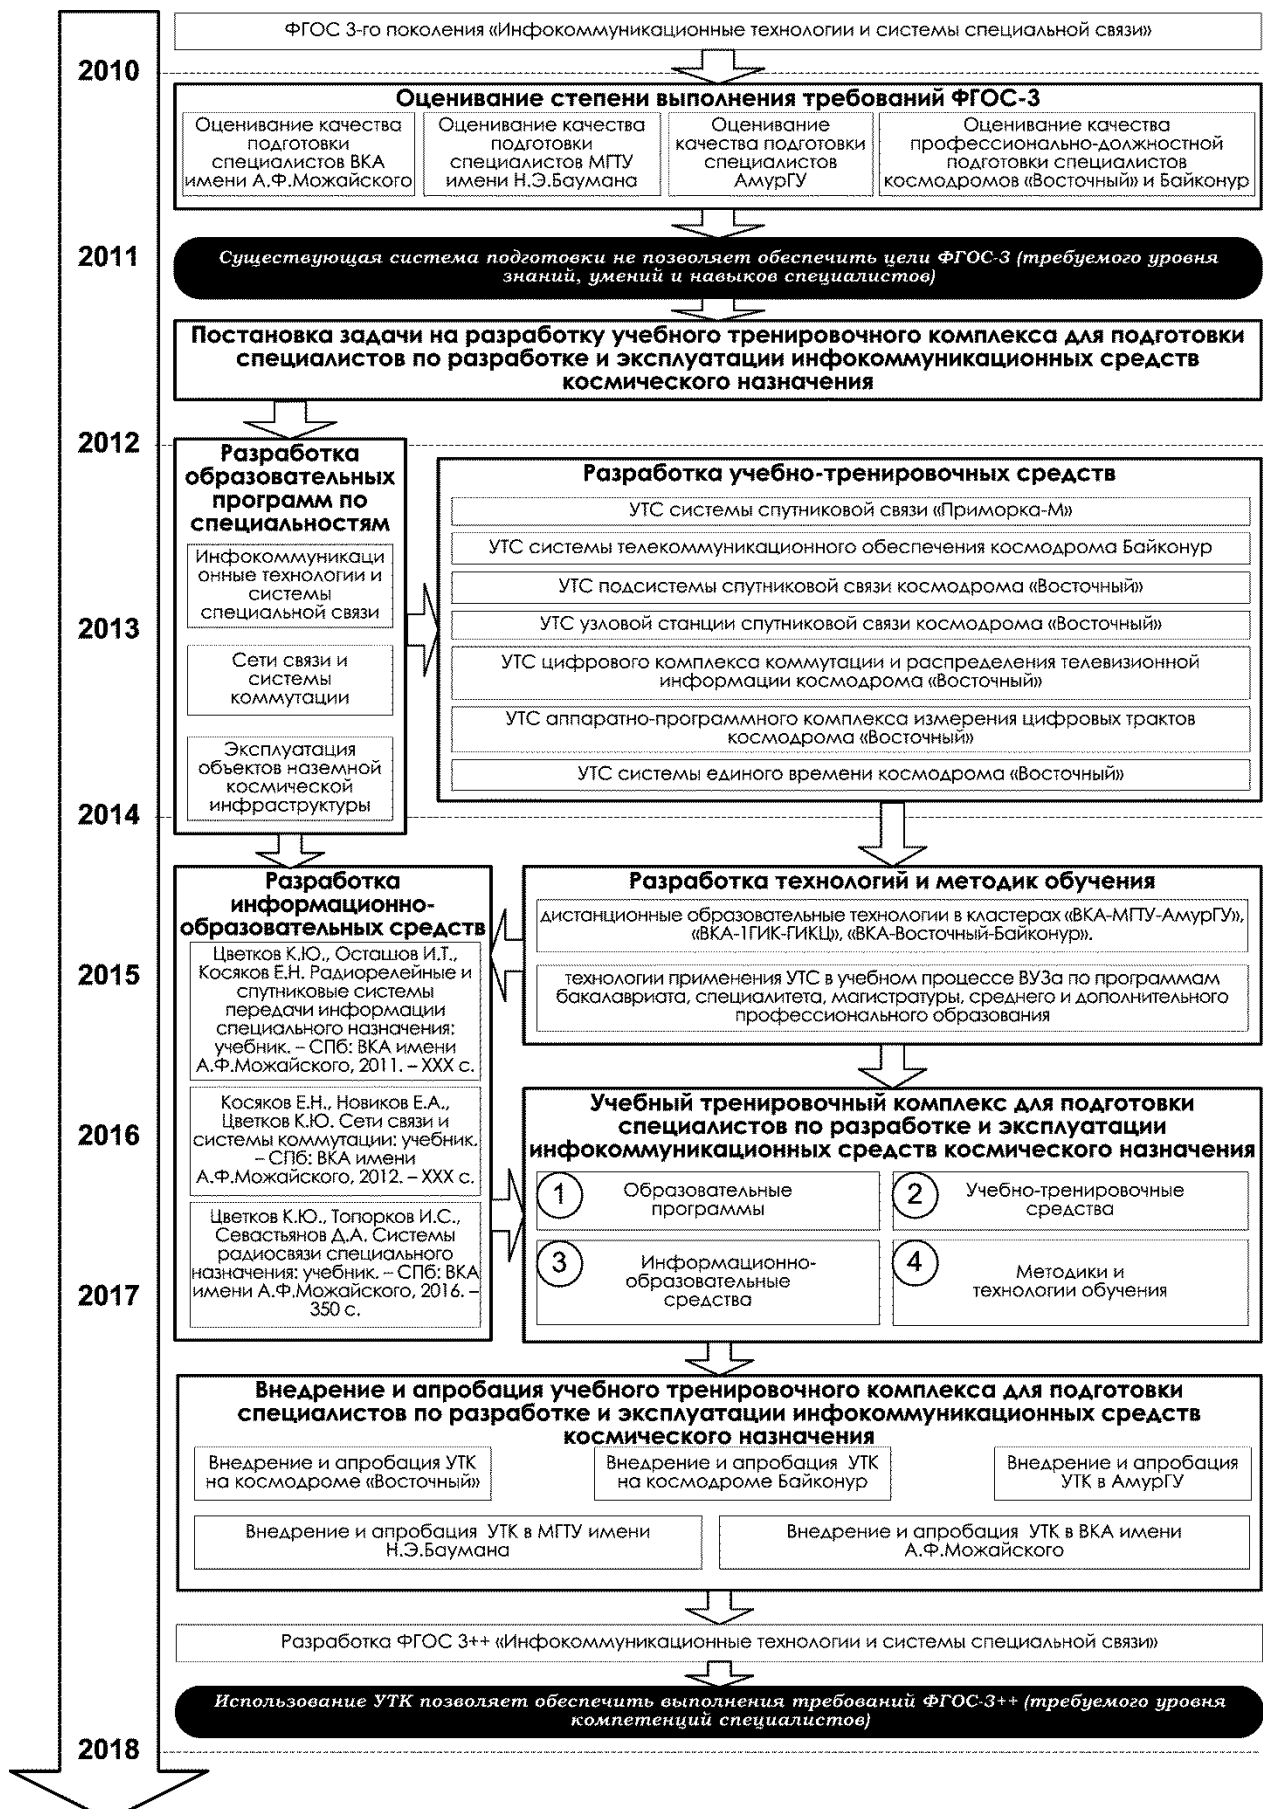 ФГОС 3-го поколения «Инфокоммуникационные технологии и системы специальной связи»
2010
Оценивание степени выполнения требований ФГОС-3
Оценивание качества
подготовки
специалистов ВКА
имени А.Ф.Можайского
Оценивание качества
подготовки
специалистов МГТУ
имени Н.Э.Баумана
Оценивание
качества подготовки
специалистов
АмурГУ
Оценивание качества
профессионально-должностной
подготовки специалистов
космодромов «Восточный» и Байконур
2011
Существующая система подготовки не позволяет обеспечить цели ФГОС-3 (требуемого уровня
знаний, умений и навыков специалистов)
Постановка задачи на разработку учебного тренировочного комплекса для подготовки
специалистов по разработке и эксплуатации инфокоммуникационных средств
космического назначения
2012
Разработка
образовательных
программ по
специальностям
Инфокоммуникаци
онные технологии и
системы
специальной связи
Сети связи и
системы
коммутации
Эксплуатация
объектов наземной
космической
инфраструктуры
2013
Разработка учебно-тренировочных средств
УТС системы спутниковой связи «Приморка-М»
УТС системы телекоммуникационного обеспечения космодрома Байконур
УТС подсистемы спутниковой связи космодрома «Восточный»
УТС узловой станции спутниковой связи космодрома «Восточный»
УТС цифрового комплекса коммутации и распределения телевизионной
информации космодрома «Восточный»
УТС аппаратно-программного комплекса измерения цифровых трактов
космодрома «Восточный»
УТС системы единого времени космодрома «Восточный»
2014
Разработка
информационно-
образовательных средств
Цветков К.Ю., Осташов И.Т.,
Косяков Е.Н. Радиорелейные и
спутниковые системы
передачи информации
специального назначения:
учебник. – СПб: ВКА имени
А.Ф.Можайского, 2011. – XXX с.
Косяков Е.Н., Новиков Е.А.,
Цветков К.Ю. Сети связи и
системы коммутации: учебник.
– СПб: ВКА имени
А.Ф.Можайского, 2012. – XXX с.
Цветков К.Ю., Топорков И.С.,
Севастьянов Д.А. Системы
радиосвязи специального
назначения: учебник. – СПб: ВКА
имени А.Ф.Можайского, 2016. –
350 с.
Разработка технологий и методик обучения
дистанционные образовательные технологии в кластерах «ВКА-МГТУ-АмурГУ»,
«ВКА-1ГИК-ГИКЦ», «ВКА-Восточный-Байконур».
2015
технологии применения УТС в учебном процессе ВУЗа по программам
бакалавриата, специалитета, магистратуры, среднего и дополнительного
профессионального образования
2016
Учебный тренировочный комплекс для подготовки
специалистов по разработке и эксплуатации
инфокоммуникационных средств космического назначения
1
Образовательные
программы
2
Учебно-тренировочные
средства
3
Информационно-
образовательные
средства
4
Методики и
технологии обучения
2017
Внедрение и апробация учебного тренировочного комплекса для подготовки
специалистов по разработке и эксплуатации инфокоммуникационных средств
космического назначения
Внедрение и апробация УТК
на космодроме «Восточный»
Внедрение и апробация УТК
на космодроме Байконур
Внедрение и апробация
УТК в АмурГУ
Внедрение и апробация УТК в МГТУ имени
Н.Э.Баумана
Внедрение и апробация УТК в ВКА имени
А.Ф.Можайского
Разработка ФГОС 3++ «Инфокоммуникационные технологии и системы специальной связи»
Использование УТК позволяет обеспечить выполнения требований ФГОС-3++ (требуемого уровня
компетенций специалистов)
2018